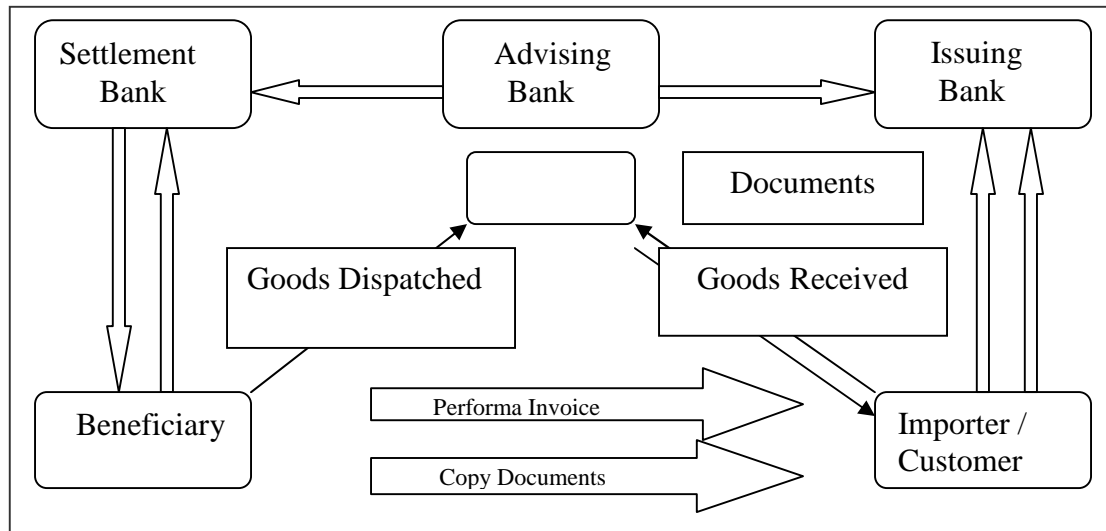 Settlement
Bank
Advising
Bank
Issuing
Bank
Documents
Goods Dispatched
Goods Received
Performa Invoice
Beneficiary
Importer /
Customer
Copy Documents